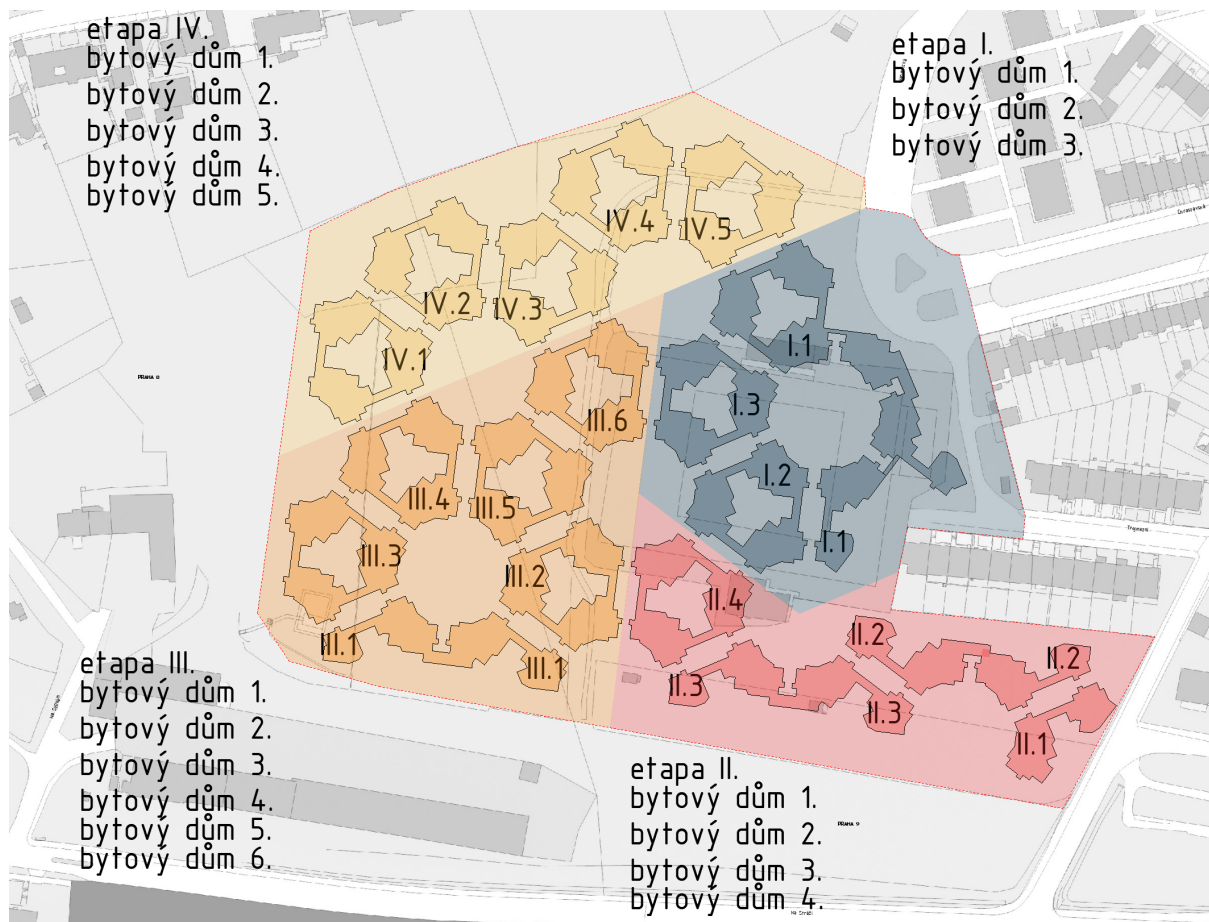 etapa IV.
bytový dům 1.
bytový dům 2.
bytový dům 3.
bytový dům 4.
bytový dům 5.
etapa I.
bytový dům 1.
bytový dům 2.
bytový dům 3.
IV.4
IV.5
IV.2
IV.3
IV.1
I.1
I.3
I.2
I.1
III.6
III.4
III.5
III.3
III.2
III.1
III.1
II.4
II.2
II.2
II.3
II.3
II.1
PRAHA 8
etapa III.
bytový dům 1.
bytový dům 2.
bytový dům 3.
bytový dům 4.
bytový dům 5.
bytový dům 6.
etapa II.
bytový dům 1.
bytový dům 2.
bytový dům 3.
bytový dům 4.
PRAHA 9